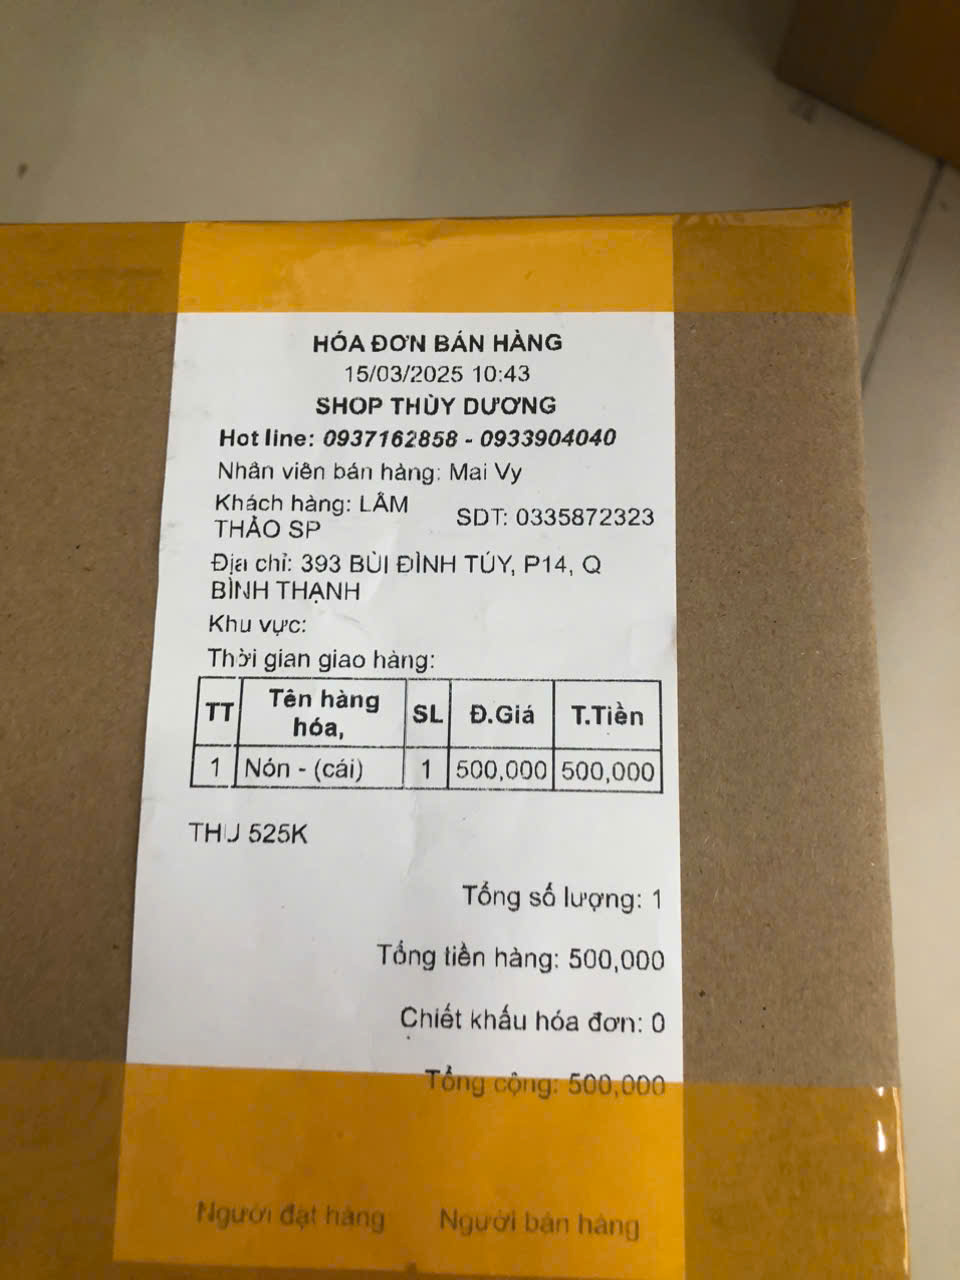 HÓA ĐƠN BÁN HÀNG
15/03/2025 10:43
SHOP THÙY DƯƠNG
Hot line: 0937162858 - 0933904040
Nhân viên bán hàng: Mai Vy
Khách hàng: LÂM THẢO SP SDT: 0335872323
Địa chỉ: 393 BÙI ĐÌNH TÚY, P14, Q
BÌNH THẠNH
Khu vực:
Thời gian giao hàng:
TT Tên hàng hóa, SL Đ.Giá T.Tiền
1 Nón - (cái) 1 500,000 500,000
THU 525K
Tổng số lượng: 1
Tổng tiền hàng: 500,000
Chiết khấu hóa đơn: 0
Tổng cộng: 500,000
Người đặt hàng Người bán hàng